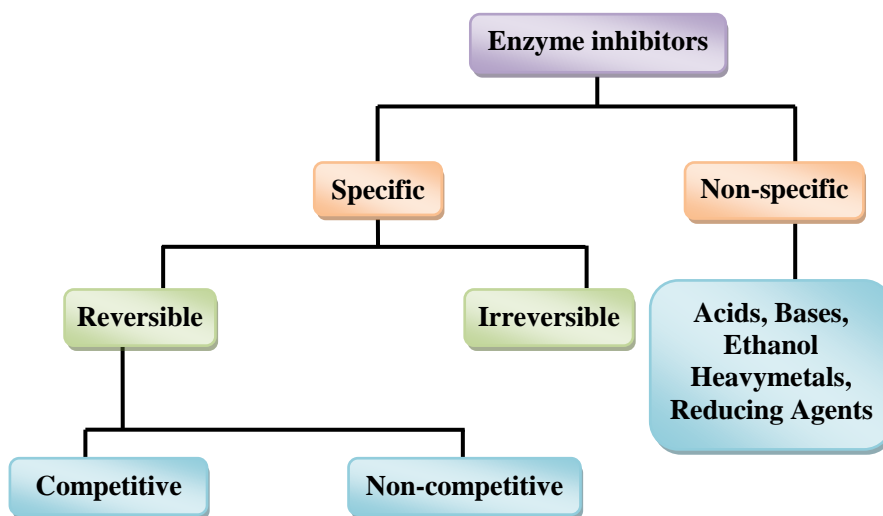 Enzyme inhibitors
Specific
Non-specific
Reversible
Irreversible
Acids, Bases,
Ethanol
Heavymetals,
Reducing Agents
Competitive
Non-competitive